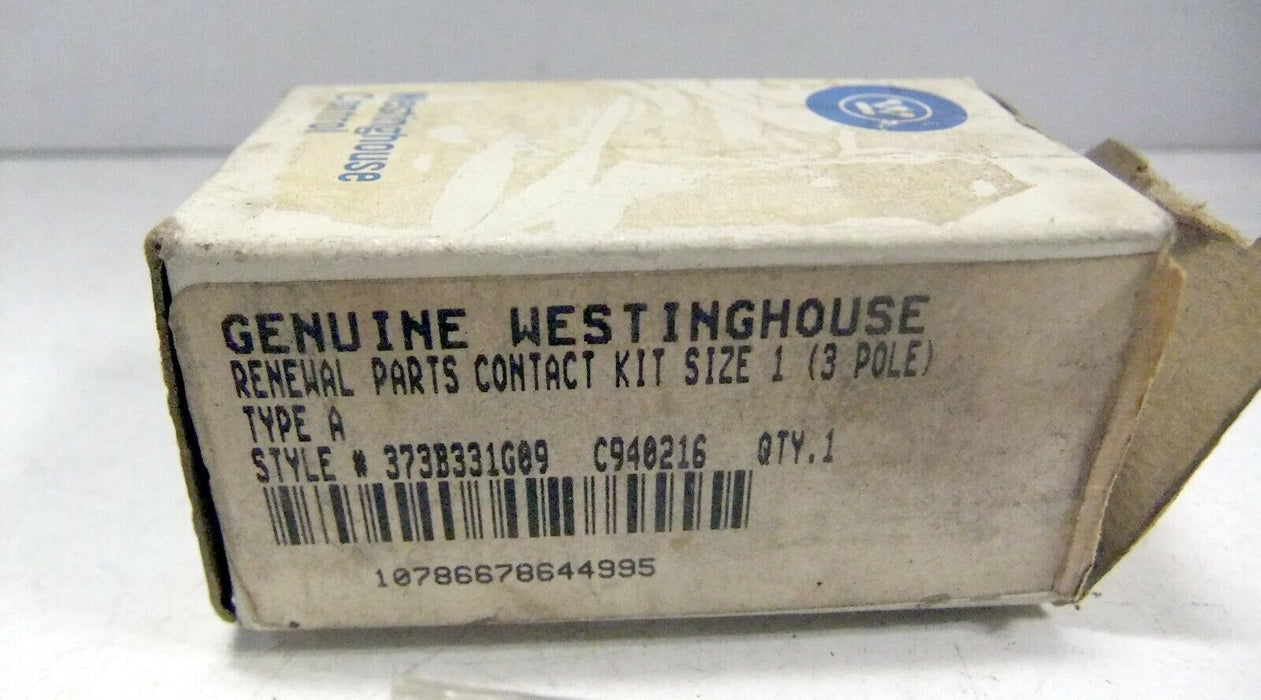 Westinghouse
Control
W
GENUINE WESTINGHOUSE
RENEWAL PARTS CONTACT KIT SIZE 1 (3 POLE)
TYPE A
STYLE # 373B331G09 C940216 QTY.1
10786678644995